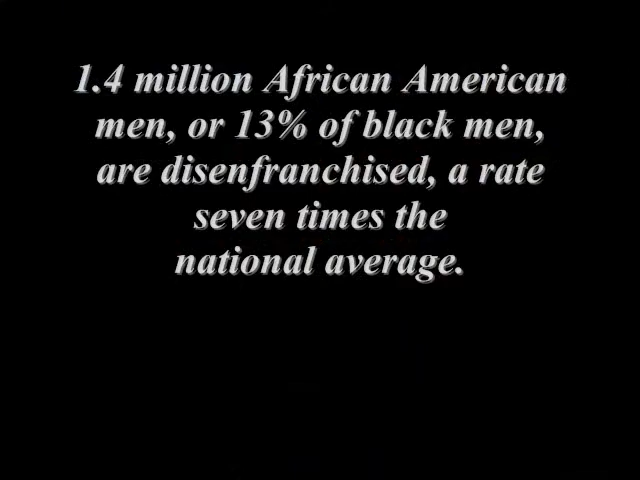 1.4 million African American
men, or 13% of black men,
are disenfranchised, a rate
seven times the
national average.